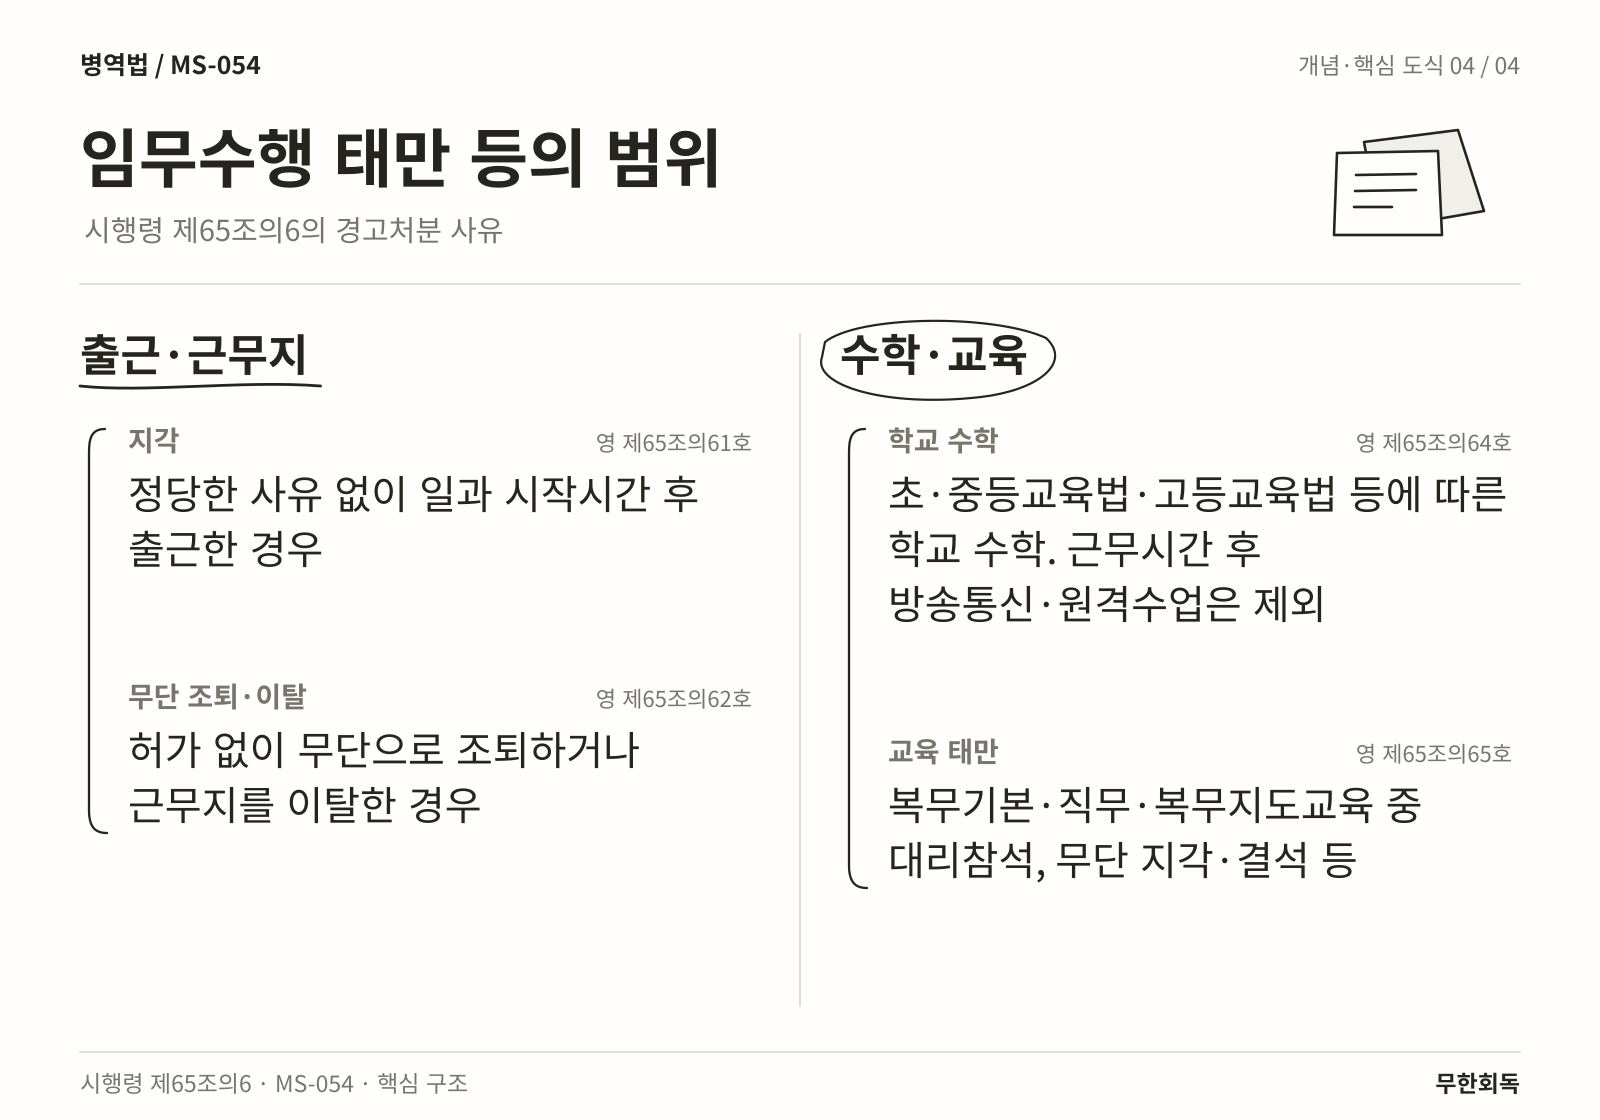 병역법 / MS-054
개념·핵심 도식 04 / 04
임무수행 태만 등의 범위
시행령 제65조의6의 경고처분 사유
출근·근무지
지각
영 제65조의61호
정당한 사유 없이 일과 시작시간 후
출근한 경우
무단 조퇴·이탈
영 제65조의62호
허가 없이 무단으로 조퇴하거나
근무지를 이탈한 경우
수학·교육
학교 수학
영 제65조의64호
초·중등교육법·고등교육법 등에 따른
학교 수학. 근무시간 후
방송통신·원격수업은 제외
교육 태만
영 제65조의65호
복무기본·직무·복무지도교육 중
대리참석, 무단 지각·결석 등
시행령 제65조의6 · MS-054 · 핵심 구조
무한회독